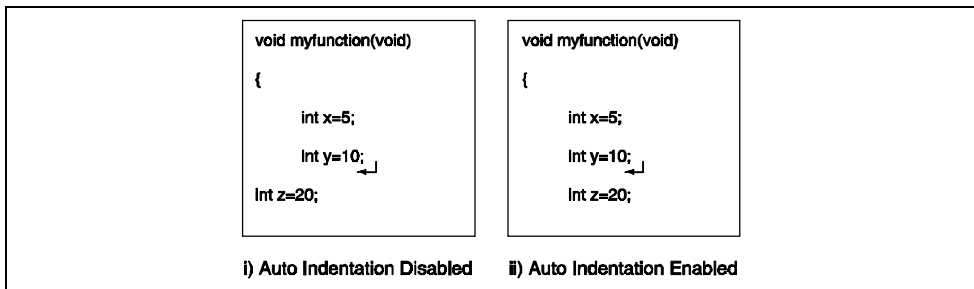 void myfunction(void)
{
int x=5;
int y=10;
int z=20;
i) Auto Indentation Disabled
void myfunction(void)
{
int x=5;
int y=10;
int z=20;
ii) Auto Indentation Enabled